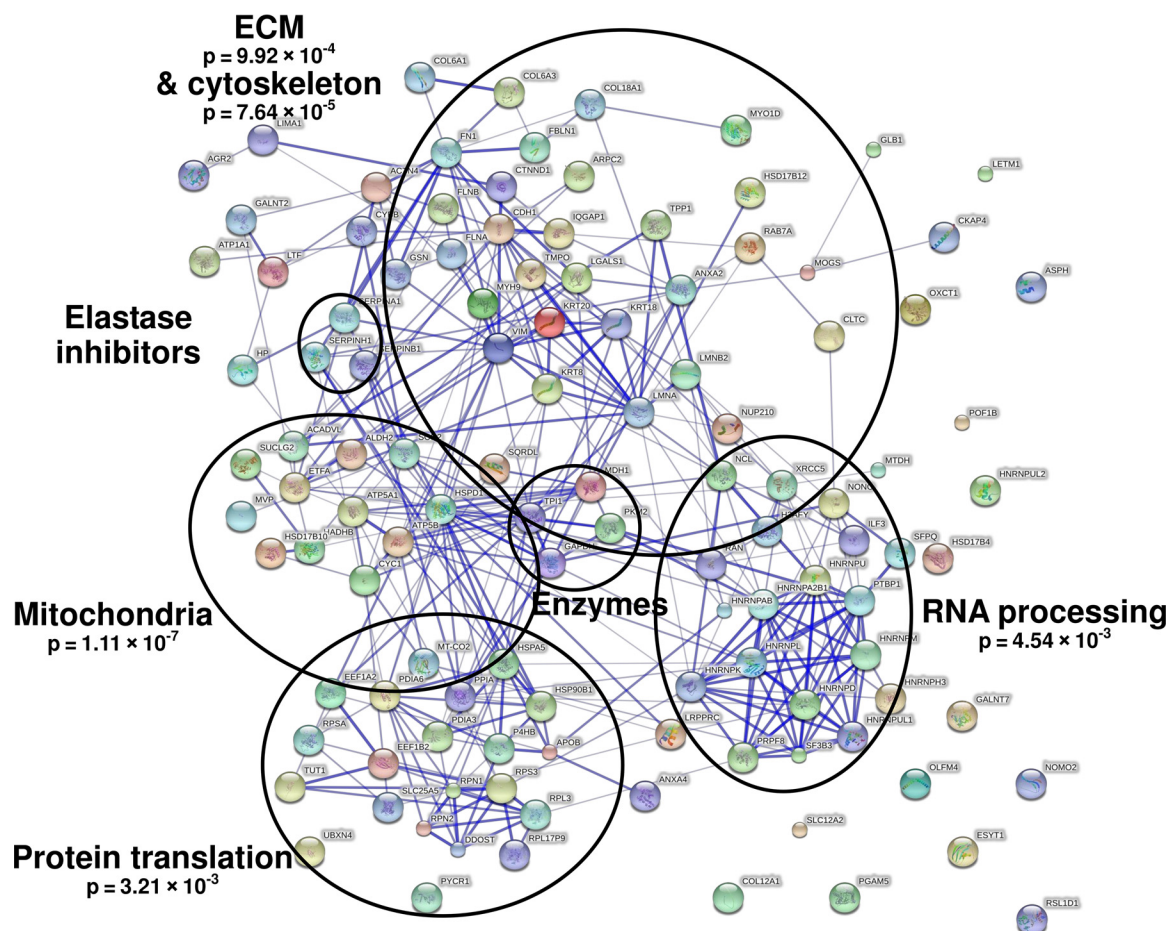 ECM
p = 9.92 × 10-4
& cytoskeleton
p = 7.64 × 10-5
COL6A1
COL6A3
COL18A1
MYO1D
LIMA1
FN1
FBLN1
GLB1
AGR2
ACTN4
CTNND1
ARPC2
HSD17B12
LETM1
GALNT2
CYFB
FLNB
CDH1
IQGAP1
TPP1
RAB7A
CKAP4
ATP1A1
LTF
GSN
FLNA
TMPO
LGALS1
ANXA2
MOGS
ASPH
MYH9
KRT20
KRT18
OXCT1
Elastase
inhibitors
SERPINA1
SERPINH1
SERPINB1
VIM
CLTC
HP
KRT8
LMNB2
LMNA
NUP210
POF1B
SUCLG2
ACADVL
ALDH2
SQRDL
MDH1
NCL
XRCC5
MTDH
ETFA
HSPD1
TPI1
PKM2
NONO
HNRNPUL2
MVP
ATP5A1
ATP5B
H2AFY
ILF3
HSD17B10
HADHB
GAPDH
RAN
HNRNPU
SFPQ
HSD17B4
CYC1
HNRNPA2B1
PTBP1
Mitochondria
p = 1.11 × 10-7
Enzymes
HNRNPAB
RNA processing
p = 4.54 × 10-3
MT-CO2
HSPA5
HNRNPL
HNRNPM
EEF1A2
PDIA6
PPIA
HSP90B1
HNRNPK
HNRNPD
HNRNPH3
GALNT7
RPSA
PDIA3
P4HB
APOB
LRPPRC
HNRNPUL1
TUT1
EEF1B2
RPN1
RPS3
PRPF8
SF3B3
SLC25A5
RPL3
ANXA4
OLFM4
NOMO2
RPN2
DDOST
RPL17P9
SLC12A2
UBXN4
ESYT1
Protein translation
p = 3.21 × 10-3
PYCR1
COL12A1
PGAM5
RSL1D1